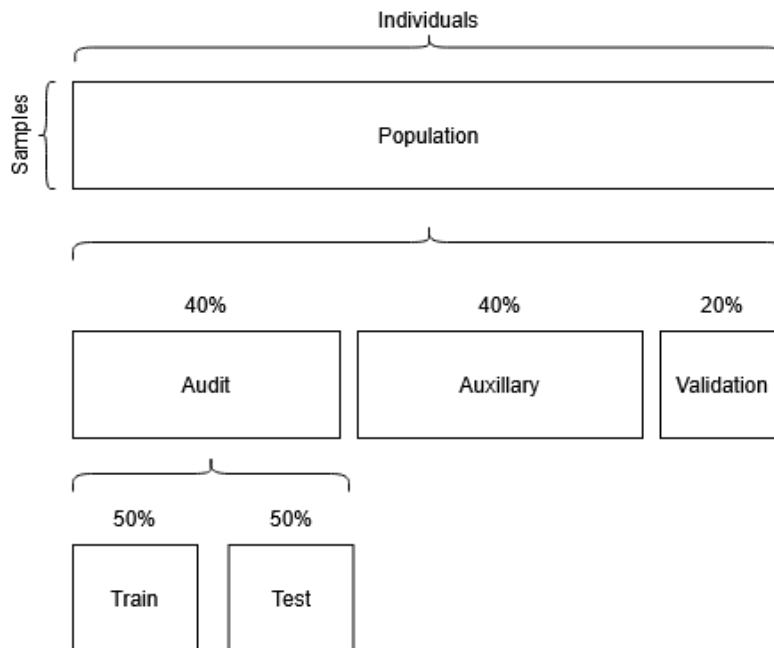 Individuals
Samples
Population
40%
40%
20%
Audit
Auxillary
Validation
50%
50%
Train
Test